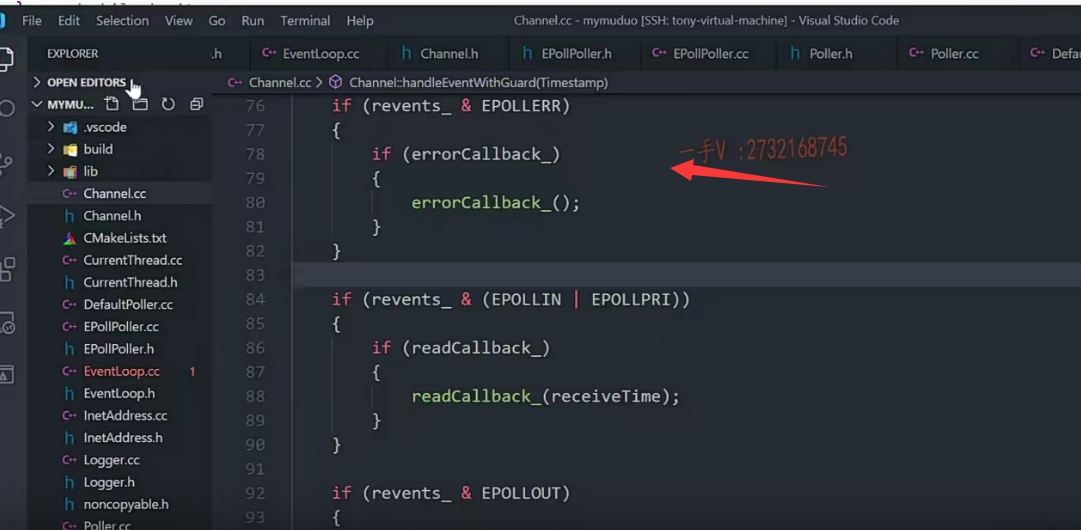 File Edit Selection View Go Run Terminal Help Channel.cc - mymuduo [SSH: tony-virtual-machine] - Visual Studio Code
EXPLORER
.h EventLoop.cc Channel.h EPollPoller.h EPollPoller.cc Poller.h Poller.cc Defau
OPEN EDITORS
Channel.cc > Channel::handleEventWithGuard(Timestamp)
MYMU...
.vscode
build
lib
Channel.cc
Channel.h
CMakeLists.txt
CurrentThread.cc
CurrentThread.h
DefaultPoller.cc
EPollPoller.cc
EPollPoller.h
EventLoop.cc 1
EventLoop.h
InetAddress.cc
InetAddress.h
Logger.cc
Logger.h
noncopyable.h
Poller.cc
76 if (revents_ & EPOLLERR)
77 {
78 if (errorCallback_)
79 {
80 errorCallback_();
81 }
82 }
83
84 if (revents_ & (EPOLLIN | EPOLLPRI))
85 {
86 if (readCallback_)
87 {
88 readCallback_(receiveTime);
89 }
90 }
91
92 if (revents_ & EPOLLOUT)
93 {
一手V :2732168745